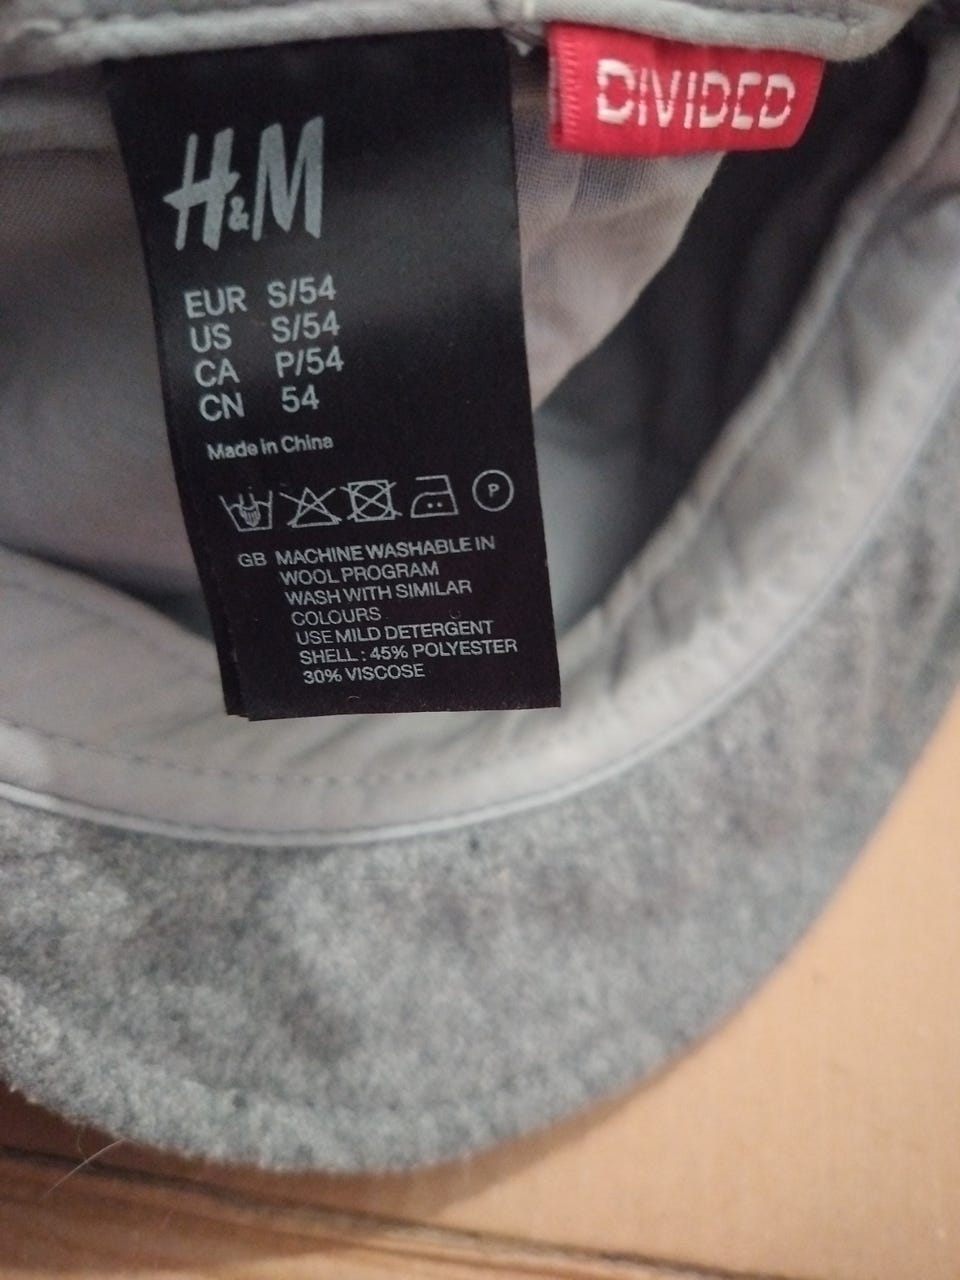 DIVIDED
H&M
EUR S/54
US S/54
CA P/54
CN 54
Made in China
P
GB MACHINE WASHABLE IN
WOOL PROGRAM
WASH WITH SIMILAR
COLOURS
USE MILD DETERGENT
SHELL: 45% POLYESTER
30% VISCOSE